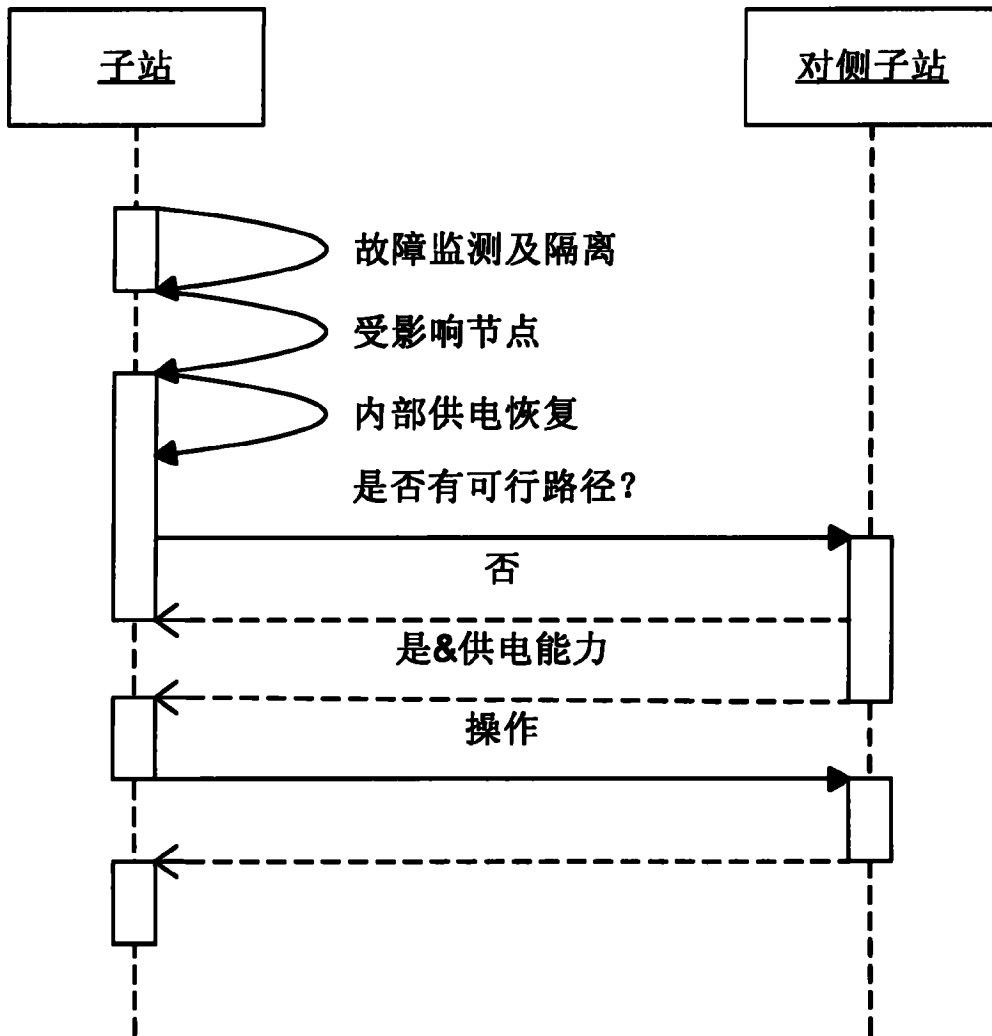 子站
对侧子站
故障监测及隔离
受影响节点
内部供电恢复
是否有可行路径？
否
是&供电能力
操作